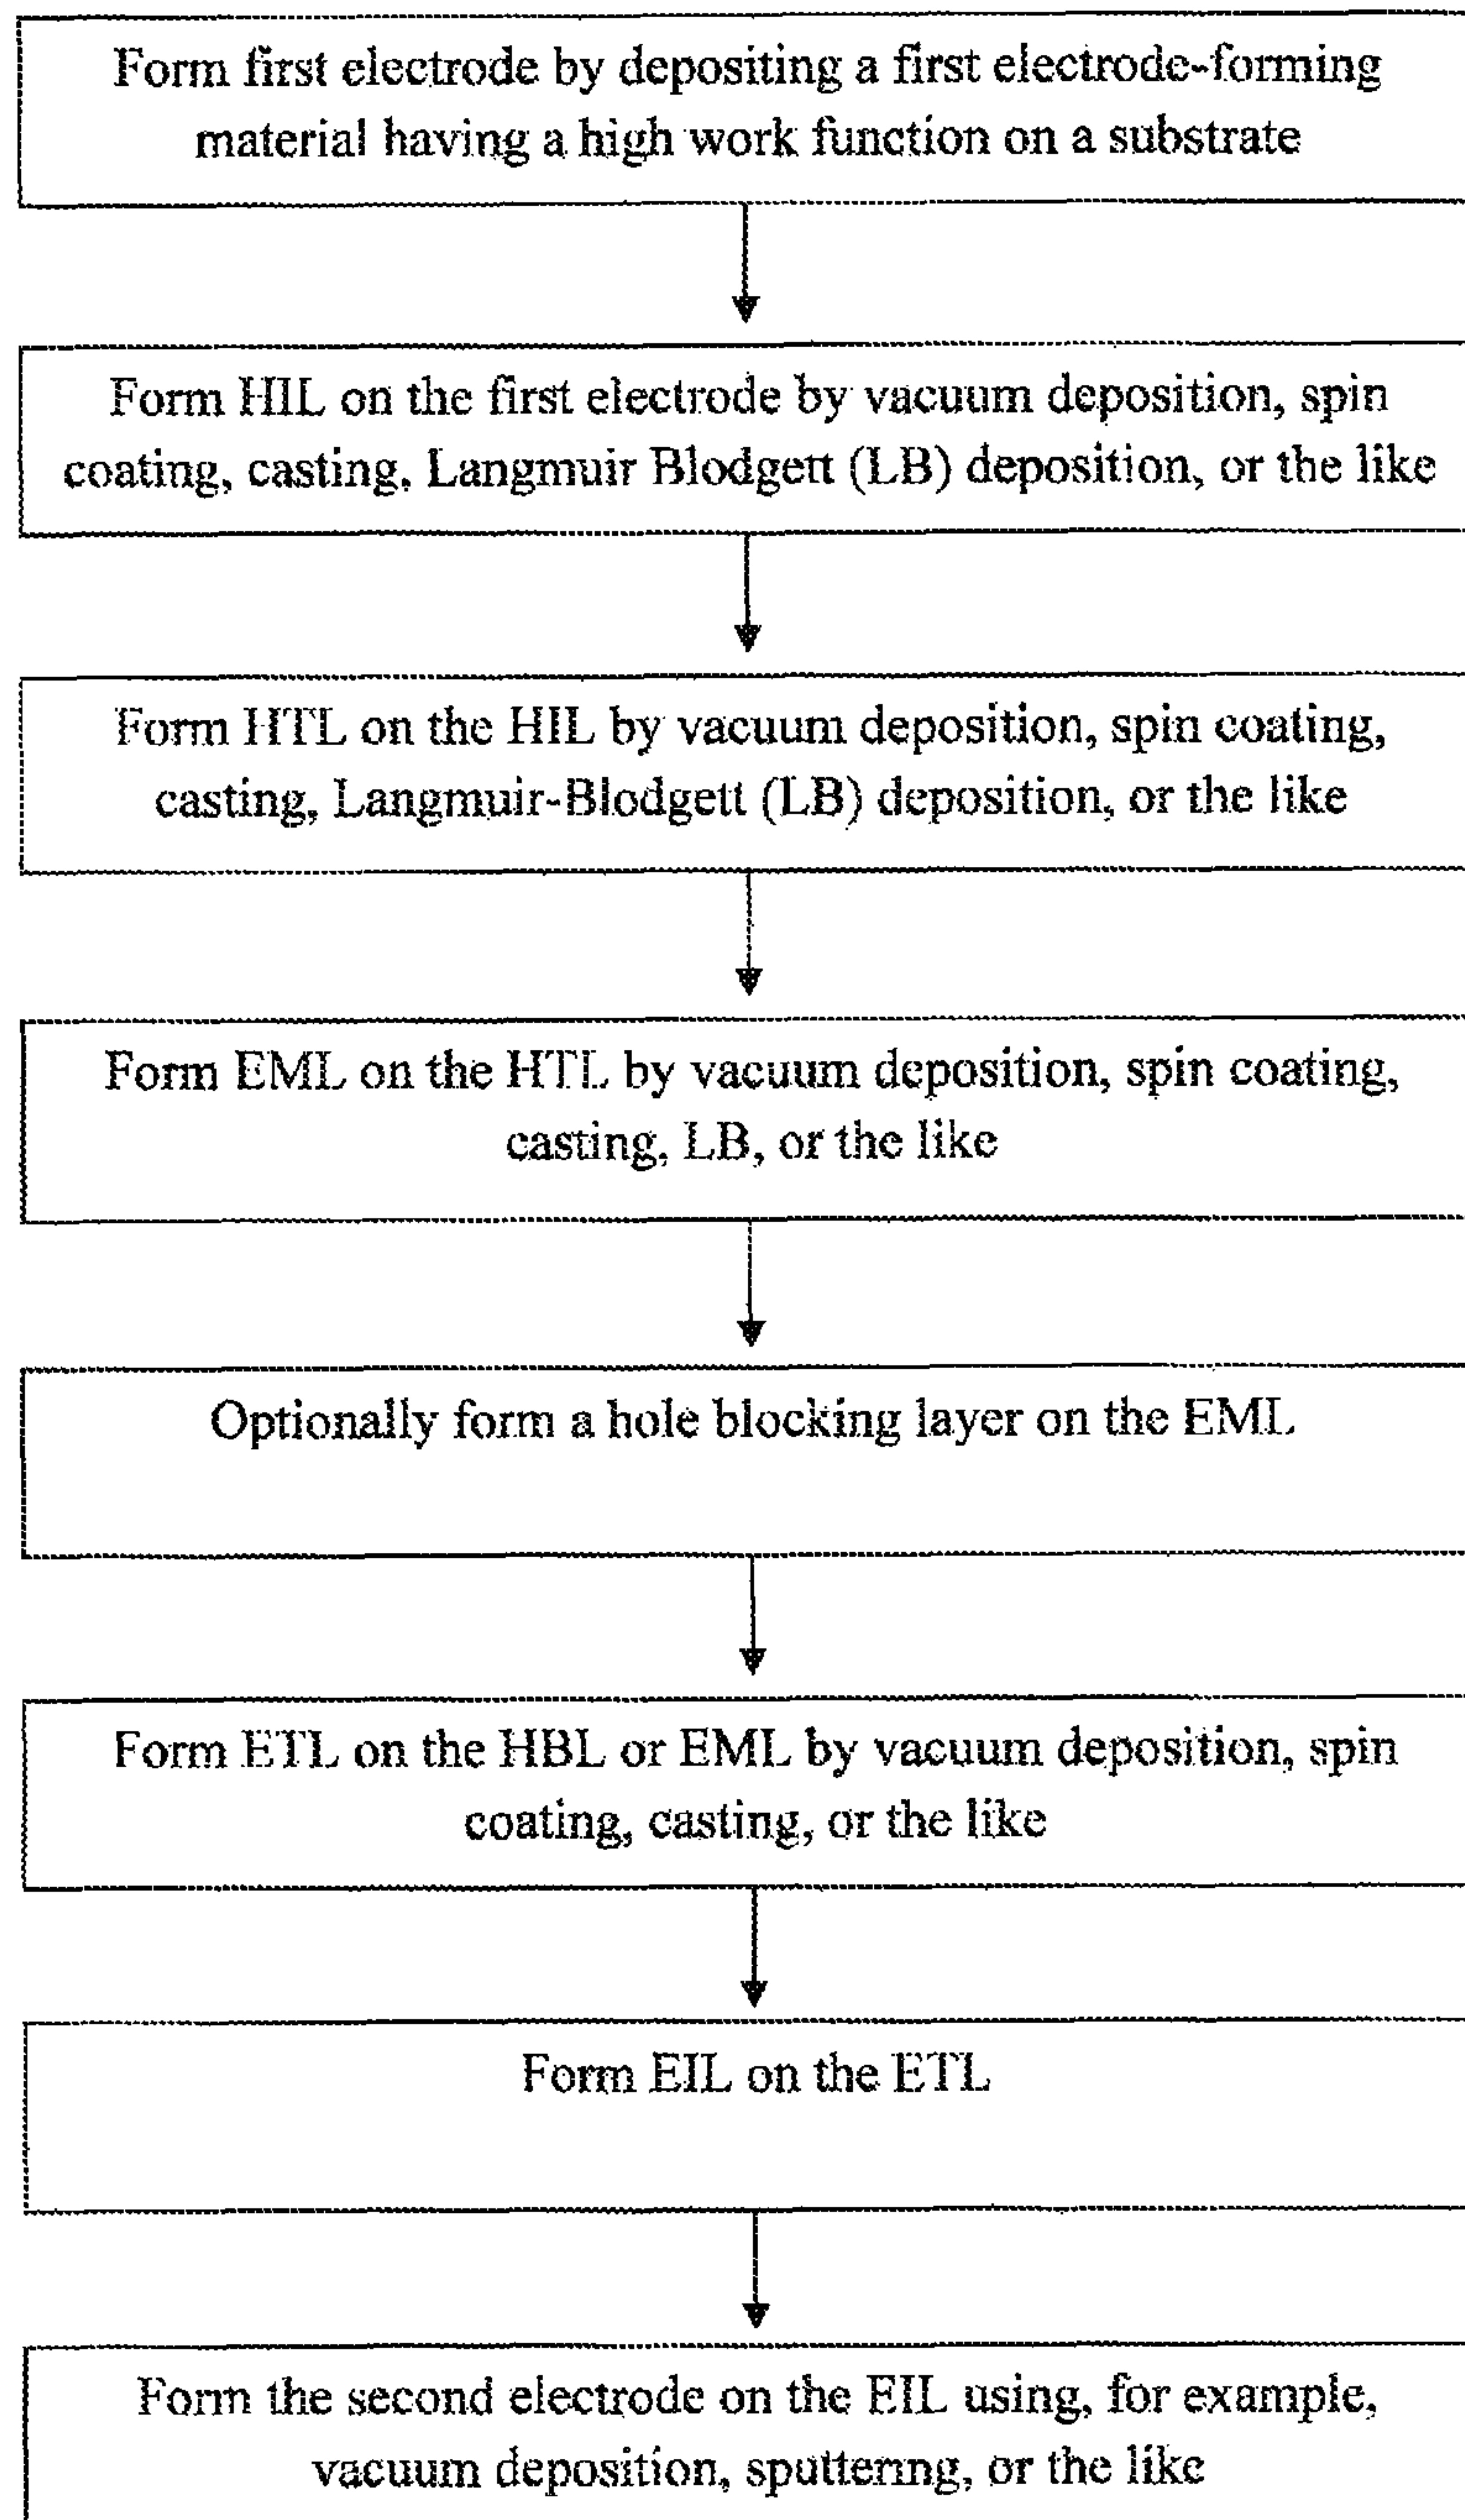 Form first electrode by depositing a first electrode-forming
material having a high work function on a substrate
Form HIL on the first electrode by vacuum deposition, spin
coating, casting, Langmuir Blodgett (LB) deposition, or the like
Form HTL on the HIL by vacuum deposition, spin coating,
casting, Langmuir-Blodgett (LB) deposition, or the like
Form EML on the HTL by vacuum deposition, spin coating,
casting, LB, or the like
Optionally form a hole blocking layer on the EML
Form ETL on the HBL or EML by vacuum deposition, spin
coating, casting, or the like
Form EIL on the ETL
Form the second electrode on the EIL using, for example,
vacuum deposition, sputtering, or the like